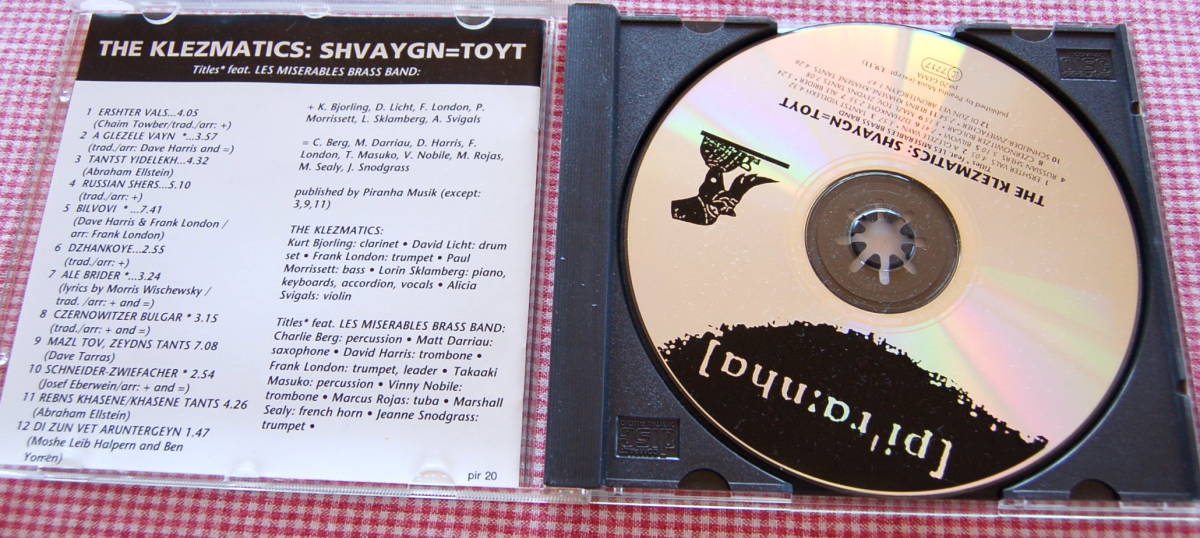 THE KLEZMATICS: SHVAYGN=TOYT
Titles* feat. LES MISERABLES BRASS BAND:
1 ERSHTER VALS...4.05
(Chaim Towber/trad./arr: +)
2 A GLEZELE VAYN *...3.57
(trad./arr: Dave Harris and =)
3 TANTST YIDELEKH...4.32
(Abraham Ellstein)
4 RUSSIAN SHERS...5.10
(trad./arr: +)
5 BILVOVI *...7.41
(Dave Harris & Frank London /
arr: Frank London)
6 DZHANKOYE...2.55
(trad./arr: +)
7 ALE BRIDER *...3.24
(lyrics by Morris Wischewsky /
trad. /arr: + and =)
8 CZERNOWITZER BULGAR * 3.15
(trad./arr: + and =)
9 MAZL TOV, ZEYDNS TANTS 7.08
(Dave Tarras)
10 SCHNEIDER-ZWIEFACHER * 2.54
(Josef Eberwein/arr: + and =)
11 REBNS KHASENE/KHASENE TANTS 4.26
(Abraham Ellstein)
12 DI ZUN VET ARUNTERGEYN 1.47
(Moshe Leib Halpern and Ben
Yomen)
+ K. Bjorling, D. Licht, F. London, P.
Morrissett, L. Sklamberg, A. Svigals
= C. Berg, M. Darriau, D. Harris, F.
London, T. Masuko, V. Nobile, M. Rojas,
M. Sealy, J. Snodgrass
published by Piranha Musik (except:
3,9,11)
THE KLEZMATICS:
Kurt Bjorling: clarinet • David Licht: drum
set • Frank London: trumpet • Paul
Morrissett: bass • Lorin Sklamberg: piano,
keyboards, accordion, vocals • Alicia
Svigals: violin
Titles* feat. LES MISERABLES BRASS BAND:
Charlie Berg: percussion • Matt Darriau:
saxophone • David Harris: trombone •
Frank London: trumpet, leader • Takaaki
Masuko: percussion • Vinny Nobile:
trombone • Marcus Rojas: tuba • Marshall
Sealy: french horn • Jeanne Snodgrass:
trumpet •
pir 20
THE KLEZMATICS: SHVAYGN=TOYT
[pi'ra:nha]